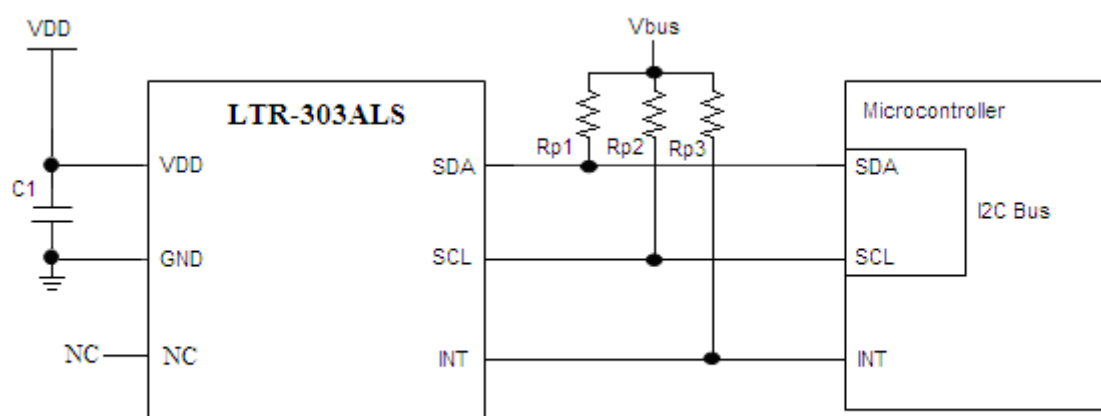 VDD
Vbus
LTR-303ALS
Microcontroller
Rp1 Rp2 Rp3
VDD
SDA
SDA
C1
I2C Bus
GND
SCL
SCL
NC
NC
INT
INT